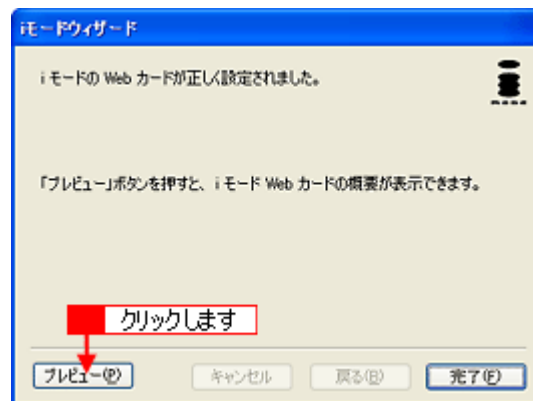 iモードウィザード
iモードの Web カードが正しく設定されました。
「プレビュー」ボタンを押すと、iモード Web カードの概要が表示できます。
クリックします
プレビュー(P)
キャンセル
戻る(B)
完了(F)